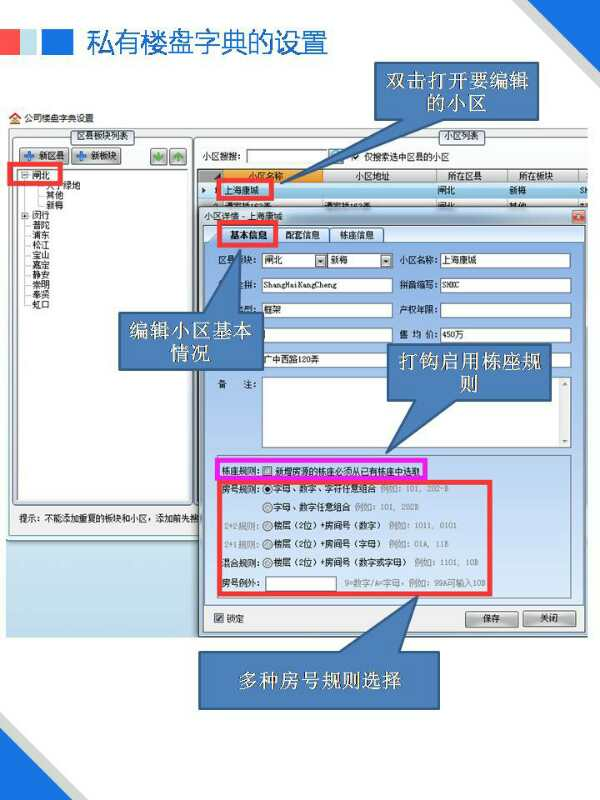 私有楼盘字典的设置
双击打开要编辑
的小区
公司楼盘字典设置
区县板块列表
小区列表
新区县
新板块
小区搜搜:
仅搜索选中区县的小区
小区名称
小区地址
所在区县
所在板块
闸北
大宁绿地
其他
新梅
闵行
普陀
浦东
松江
宝山
嘉定
静安
崇明
奉贤
虹口
1 上海康城
闸北
新梅
小区详情 - 上海康城
基本信息
配套信息
栋座信息
区县板块: 闸北
新梅
小区名称: 上海康城
全拼: ShangHaiKangCheng
拼音缩写: SHKC
框架
产权年限:
售 均 价: 450万
广中西路120弄
编辑小区基本
情况
打钩启用栋座规
则
备 注:
栋座规则: 新增房源的栋座必须从已有栋座中选取
房号规则: 字母、数字、字符任意组合 例如: 101, 202-B
字母、数字任意组合 例如: 101, 202B
2+2规则: 楼层（2位）+房间号（数字） 例如: 1011, 0101
2+1规则: 楼层（2位）+房间号（字母） 例如: 01A, 11B
混合规则: 楼层（2位）+房间号（数字或字母） 例如: 1101, 10B
房号例外:
9=数字/A=字母, 例如: 99A可输入10B
提示: 不能添加重复的板块和小区, 添加前先搜
锁定
保存
关闭
多种房号规则选择